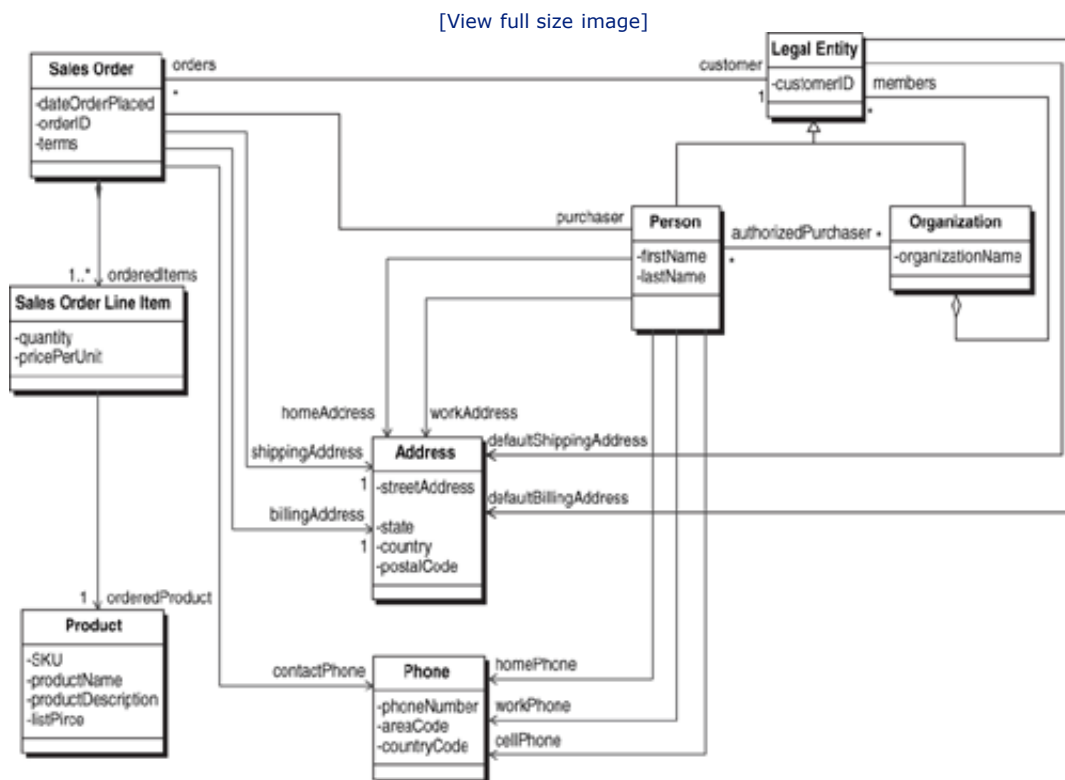 [View full size image]
Legal Entity
-customerID
Sales Order
-dateOrderPlaced
-orderID
-terms
orders
*
customer
1
members
*
purchaser
Person
-firstName
-lastName
authorizedPurchaser *
*
Organization
-organizationName
1..* orderedItems
Sales Order Line Item
-quantity
-pricePerUnit
homeAddress
workAddress
shippingAddress
1
billingAddress
1
Address
-streetAddress
-state
-country
-postalCode
defaultShippingAddress
defaultBillingAddress
1 orderedProduct
Product
-SKU
-productName
-productDescription
-listPirce
contactPhone
Phone
-phoneNumber
-areaCode
-countryCode
homePhone
workPhone
cellPhone